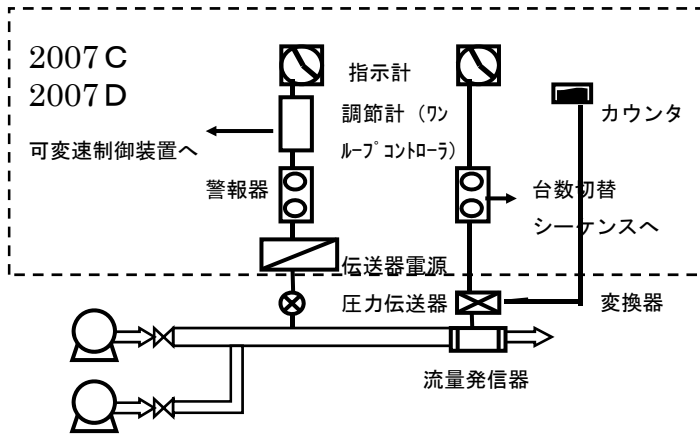 2007C
2007D
可変速制御装置へ
指示計
調節計（ﾜﾝ
ﾙｰﾌﾟｺﾝﾄﾛｰﾗ）
警報器
伝送器電源
圧力伝送器
カウンタ
台数切替
シーケンスへ
変換器
流量発信器